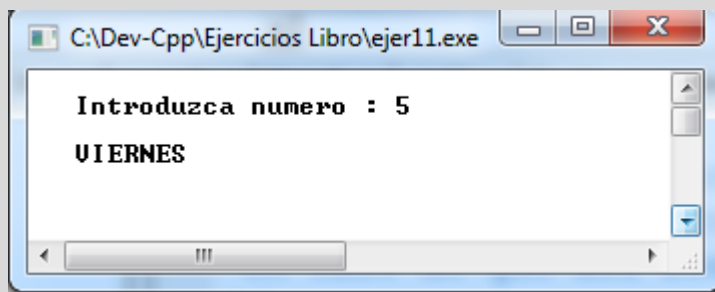 C:\Dev-Cpp\Ejercicios Libro\ejer11.exe
Introduzca numero : 5
VIERNES